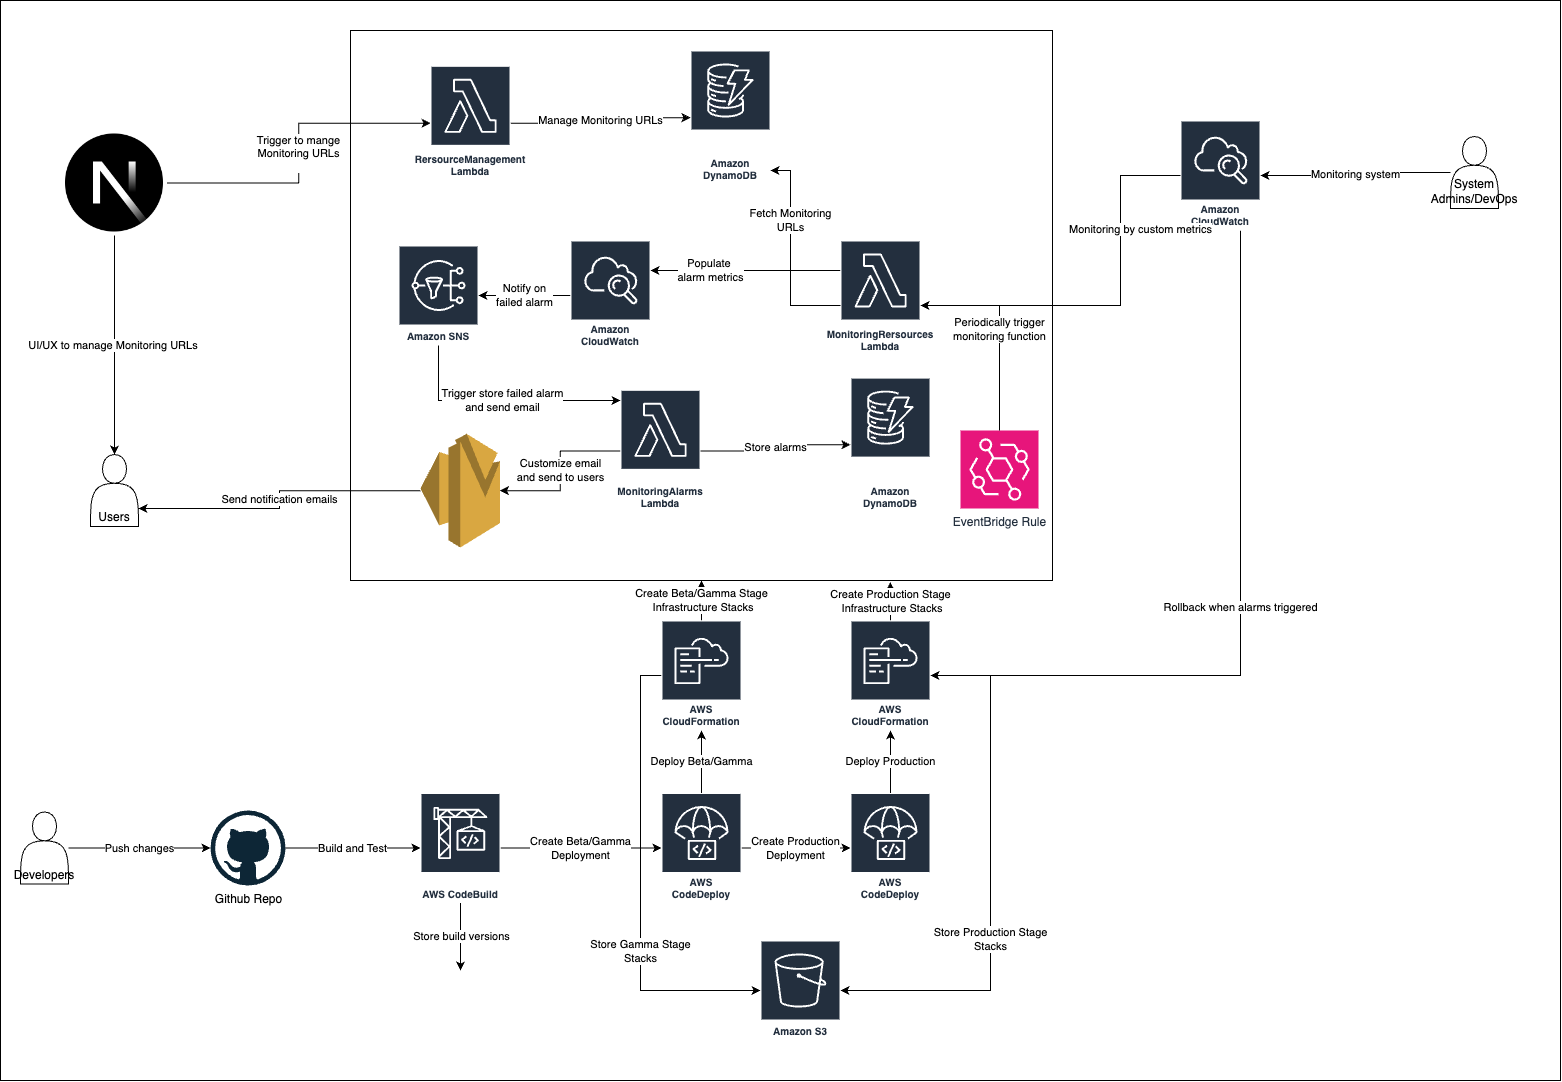 Trigger to mange
Monitoring URLs
RersourceManagement
Lambda
Manage Monitoring URLs
Amazon
DynamoDB
Fetch Monitoring
URLs
Amazon
CloudWatch
Monitoring system
System
Admins/DevOps
Monitoring by custom metrics
Populate
alarm metrics
Notify on
failed alarm
Amazon SNS
Amazon
CloudWatch
MonitoringRersources
Lambda
Periodically trigger
monitoring function
UI/UX to manage Monitoring URLs
Trigger store failed alarm
and send email
Customize email
and send to users
Store alarms
MonitoringAlarms
Lambda
Amazon
DynamoDB
EventBridge Rule
Send notification emails
Users
Create Beta/Gamma Stage
Infrastructure Stacks
Create Production Stage
Infrastructure Stacks
Rollback when alarms triggered
AWS
CloudFormation
AWS
CloudFormation
Deploy Beta/Gamma
Deploy Production
Developers
Push changes
Github Repo
Build and Test
AWS CodeBuild
Create Beta/Gamma
Deployment
AWS
CodeDeploy
Create Production
Deployment
AWS
CodeDeploy
Store build versions
Store Gamma Stage
Stacks
Store Production Stage
Stacks
Amazon S3